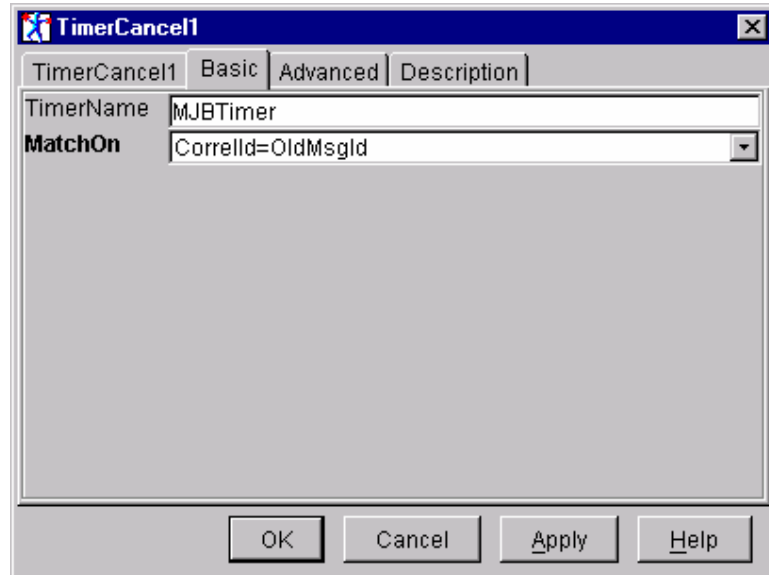 TimerCancel1
TimerCancel1 Basic Advanced Description
TimerName MJBTimer
MatchOn CorrelId=OldMsgId
OK Cancel Apply Help